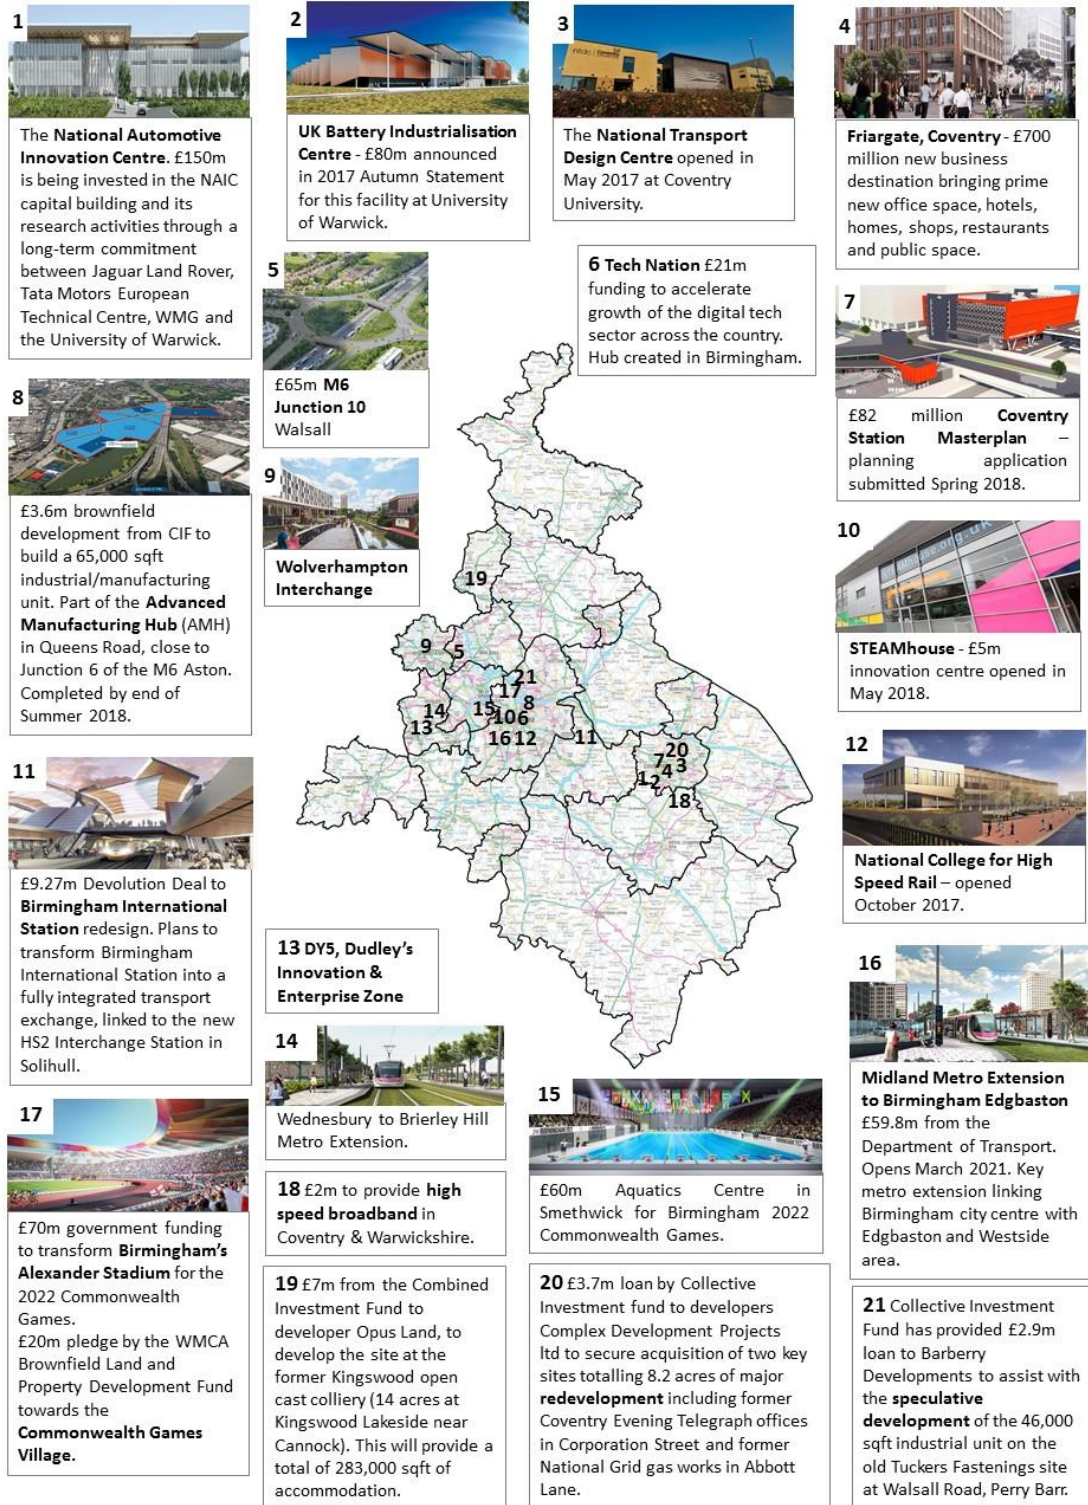 1
The National Automotive
Innovation Centre. £150m
is being invested in the NAIC
capital building and its
research activities through a
long-term commitment
between Jaguar Land Rover,
Tata Motors European
Technical Centre, WMG and
the University of Warwick.
2
UK Battery Industrialisation
Centre - £80m announced
in 2017 Autumn Statement
for this facility at University
of Warwick.
3
The National Transport
Design Centre opened in
May 2017 at Coventry
University.
4
Friargate, Coventry - £700
million new business
destination bringing prime
new office space, hotels,
homes, shops, restaurants
and public space.
5
£65m M6
Junction 10
Walsall
6 Tech Nation £21m
funding to accelerate
growth of the digital tech
sector across the country.
Hub created in Birmingham.
7
£82 million Coventry
Station Masterplan –
planning application
submitted Spring 2018.
8
£3.6m brownfield
development from CIF to
build a 65,000 sqft
industrial/manufacturing
unit. Part of the Advanced
Manufacturing Hub (AMH)
in Queens Road, close to
Junction 6 of the M6 Aston.
Completed by end of
Summer 2018.
9
Wolverhampton
Interchange
10
STEAMhouse - £5m
innovation centre opened in
May 2018.
19
9 5
21
17
14 15 8
13 10 6
16 12 11
20
7 3
4
1 2
18
11
£9.27m Devolution Deal to
Birmingham International
Station redesign. Plans to
transform Birmingham
International Station into a
fully integrated transport
exchange, linked to the new
HS2 Interchange Station in
Solihull.
12
National College for High
Speed Rail – opened
October 2017.
13 DY5, Dudley's
Innovation &
Enterprise Zone
14
Wednesbury to Brierley Hill
Metro Extension.
15
£60m Aquatics Centre in
Smethwick for Birmingham 2022
Commonwealth Games.
16
Midland Metro Extension
to Birmingham Edgbaston
£59.8m from the
Department of Transport.
Opens March 2021. Key
metro extension linking
Birmingham city centre with
Edgbaston and Westside
area.
17
£70m government funding
to transform Birmingham's
Alexander Stadium for the
2022 Commonwealth
Games.
£20m pledge by the WMCA
Brownfield Land and
Property Development Fund
towards the
Commonwealth Games
Village.
18 £2m to provide high
speed broadband in
Coventry & Warwickshire.
19 £7m from the Combined
Investment Fund to
developer Opus Land, to
develop the site at the
former Kingswood open
cast colliery (14 acres at
Kingswood Lakeside near
Cannock). This will provide a
total of 283,000 sqft of
accommodation.
20 £3.7m loan by Collective
Investment fund to developers
Complex Development Projects
ltd to secure acquisition of two key
sites totalling 8.2 acres of major
redevelopment including former
Coventry Evening Telegraph offices
in Corporation Street and former
National Grid gas works in Abbott
Lane.
21 Collective Investment
Fund has provided £2.9m
loan to Barberry
Developments to assist with
the speculative
development of the 46,000
sqft industrial unit on the
old Tuckers Fastenings site
at Walsall Road, Perry Barr.